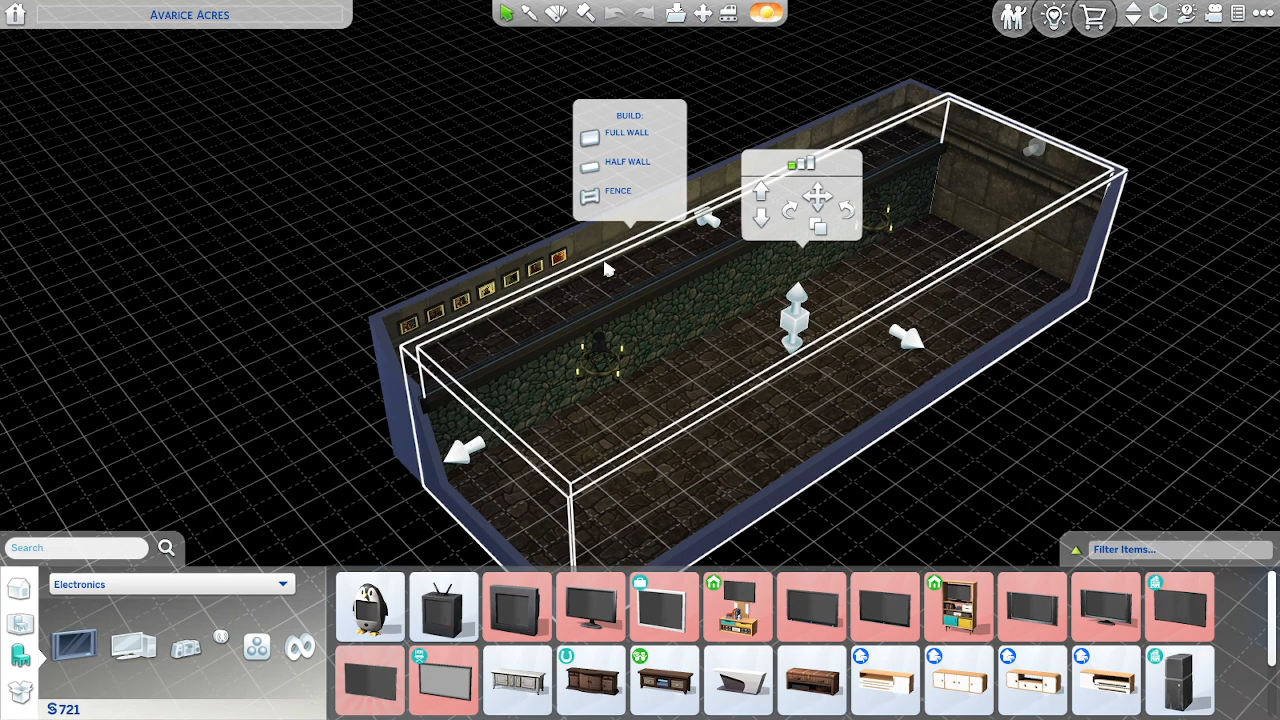 AVARICE ACRES
BUILD:
FULL WALL
HALF WALL
FENCE
Search
Filter Items...
Electronics
§721